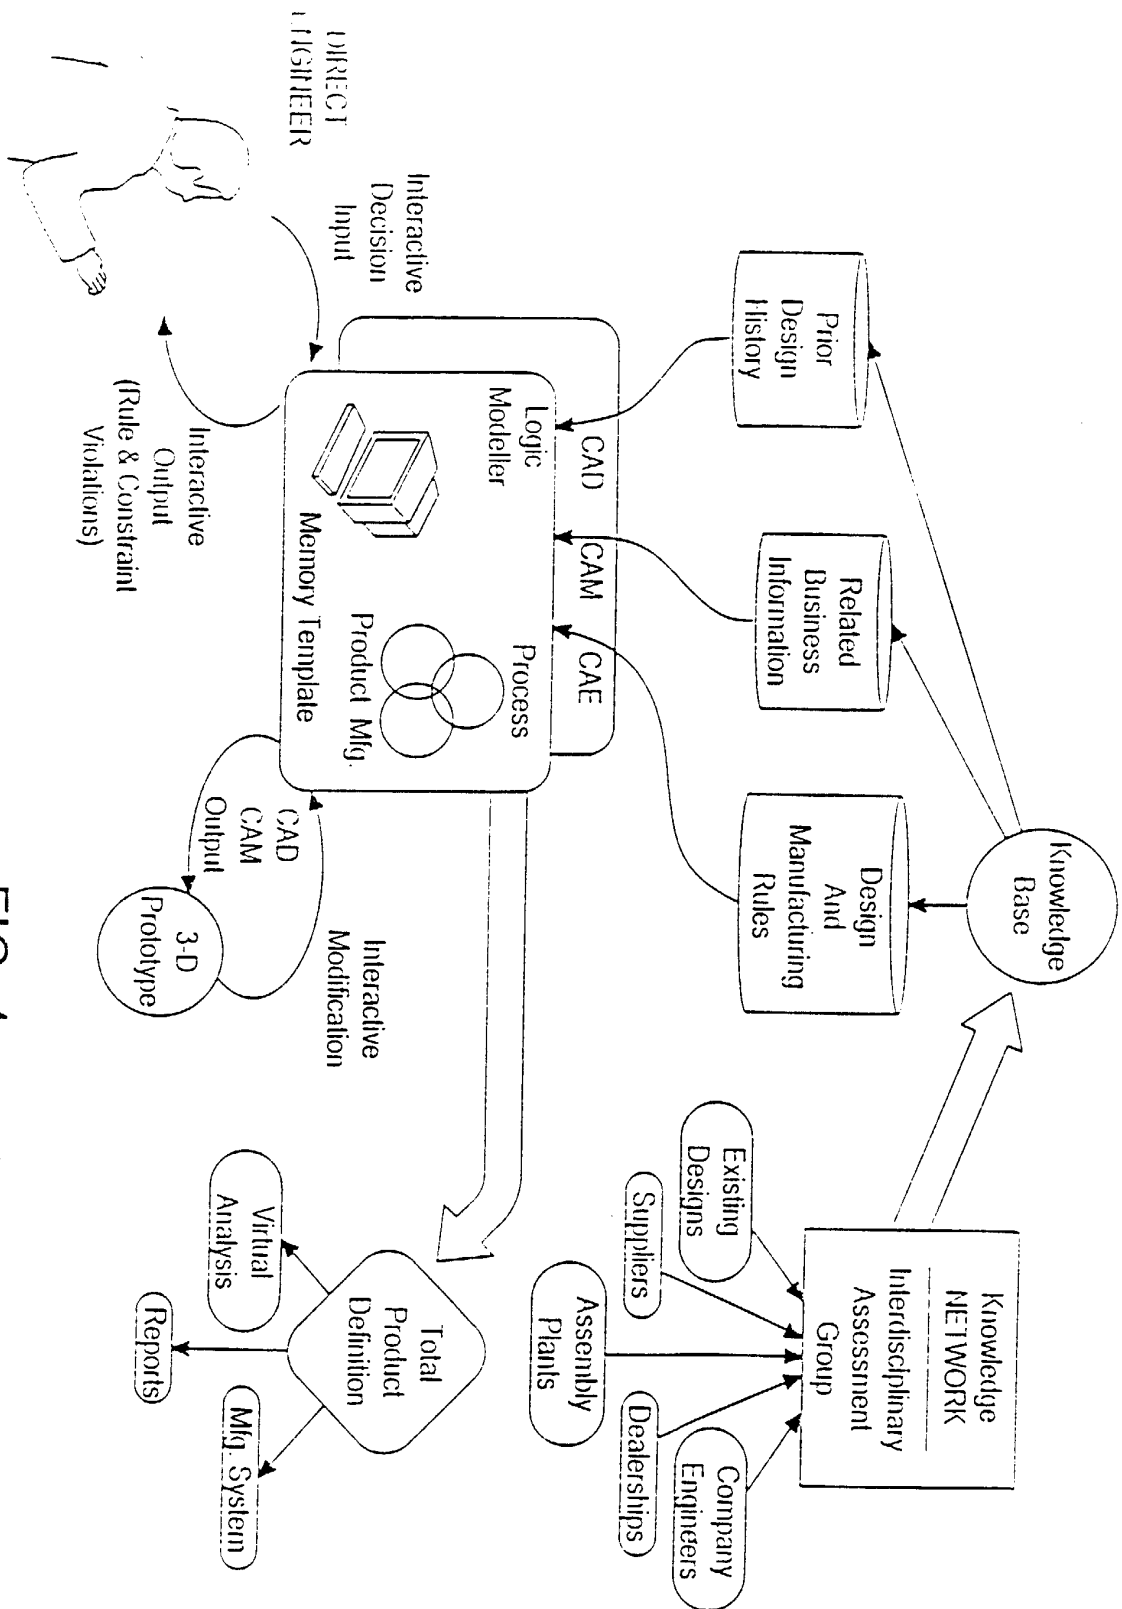 Knowledge
Base
Knowledge
NETWORK
Interdisciplinary
Assessment
Group
Prior
Design
History
Related
Business
Information
Design
And
Manufacturing
Rules
Existing
Designs
Suppliers
Assembly
Plants
Dealerships
Company
Engineers
CAD
CAM
CAE
Logic
Modeller
Process
Product Mfg.
Memory Template
Interactive
Decision
Input
DIRECT
ENGINEER
Interactive
Output
(Rule & Constraint
Violations)
CAD
CAM
Output
Interactive
Modification
3-D
Prototype
Total
Product
Definition
Virtual
Analysis
Reports
Mfg. System